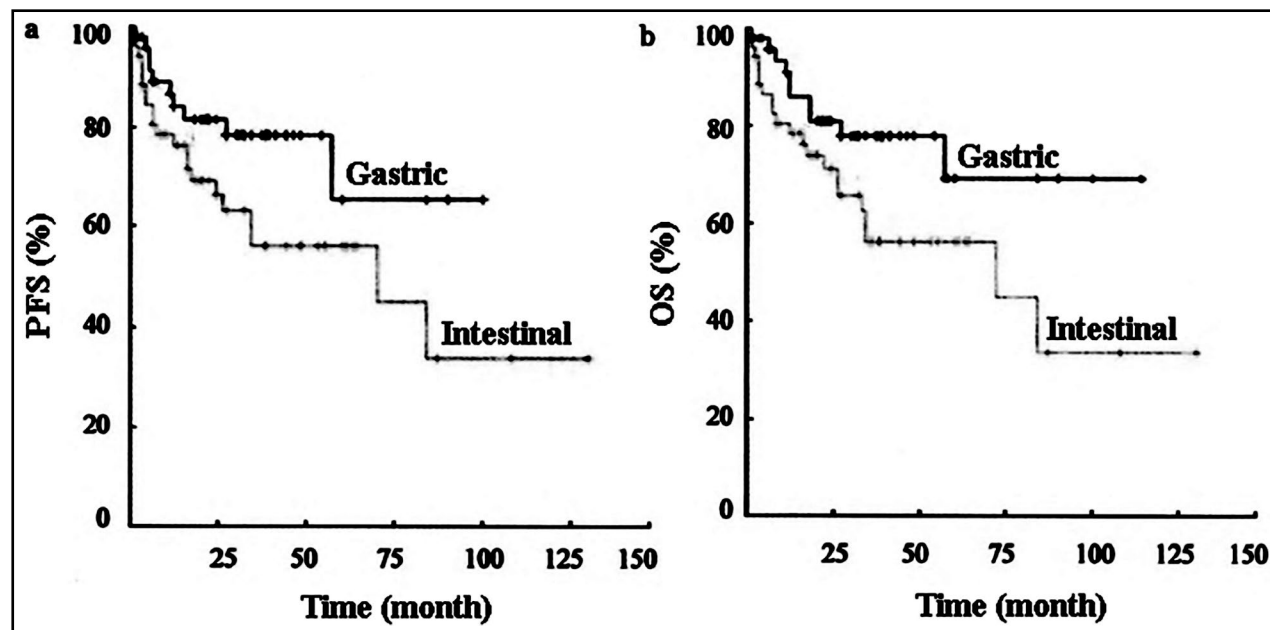 a
100
80
60
40
20
0
PFS (%)
Gastric
Intestinal
25 50 75 100 125 150
Time (month)
b
100
80
60
40
20
0
OS (%)
Gastric
Intestinal
25 50 75 100 125 150
Time (month)